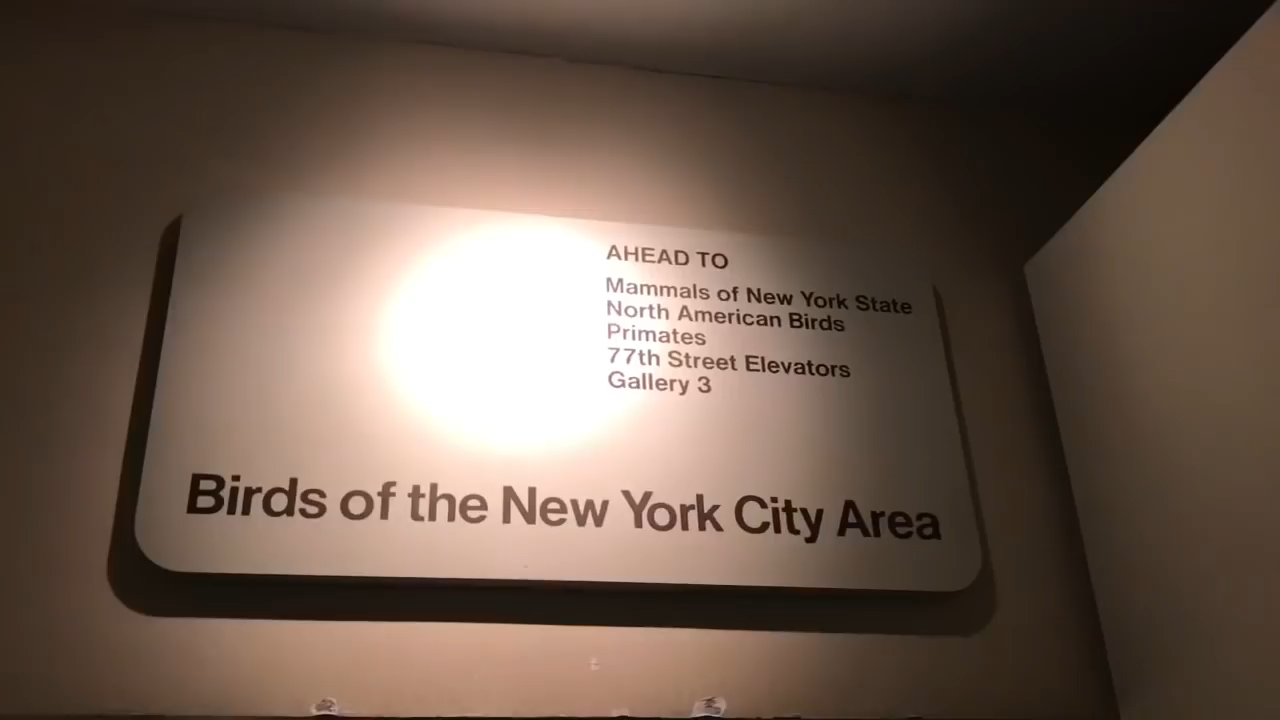 AHEAD TO
Mammals of New York State
North American Birds
Primates
77th Street Elevators
Gallery 3
Birds of the New York City Area